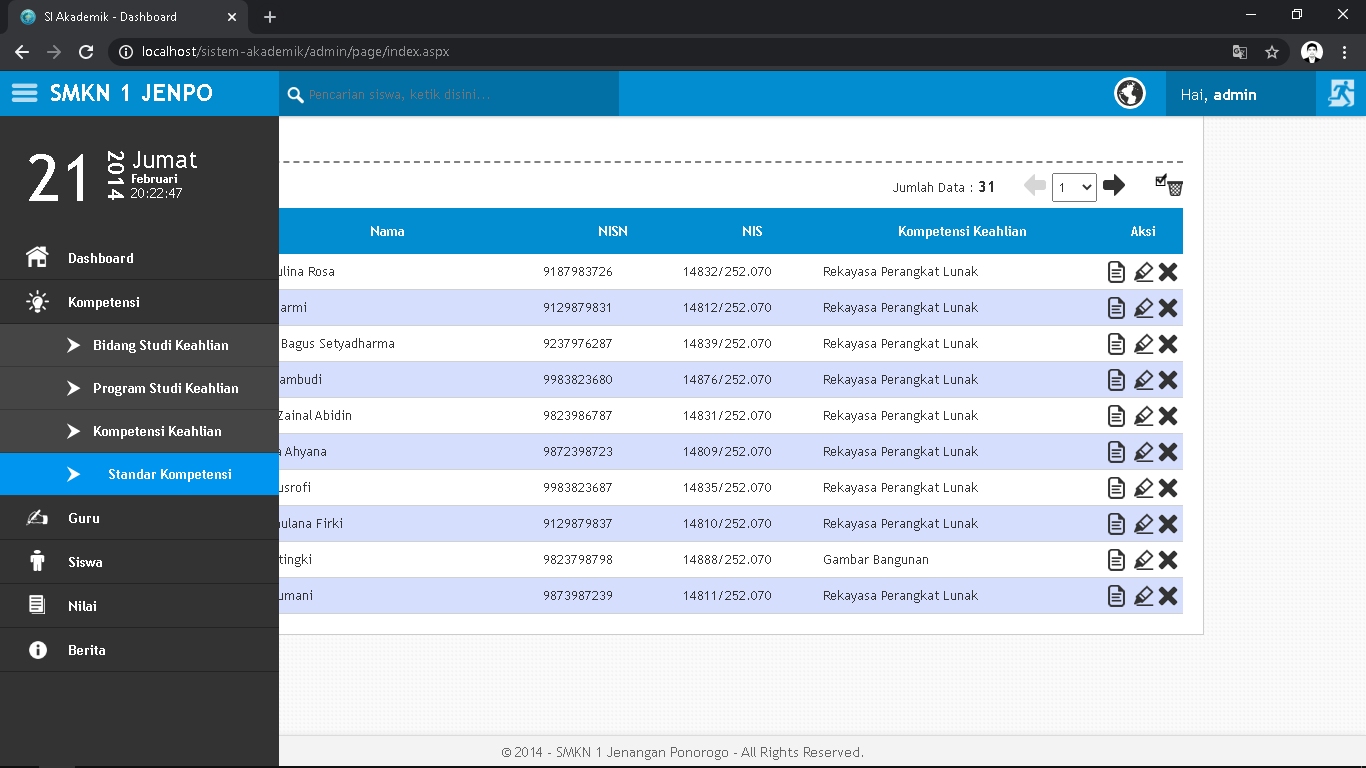 SI Akademik - Dashboard
localhost/sistem-akademik/admin/page/index.aspx
SMKN 1 JENPO
Pencarian siswa, ketik disini...
Hai, admin
21 2014 Jumat
Februari
20:22:47
Dashboard
Kompetensi
Bidang Studi Keahlian
Program Studi Keahlian
Kompetensi Keahlian
Standar Kompetensi
Guru
Siswa
Nilai
Berita
Jumlah Data : 31 1
Nama NISN NIS Kompetensi Keahlian Aksi
Rosa 9187983726 14832/252.070 Rekayasa Perangkat Lunak
9129879831 14812/252.070 Rekayasa Perangkat Lunak
Bagus Setyadharma 9237976287 14839/252.070 Rekayasa Perangkat Lunak
9983823680 14876/252.070 Rekayasa Perangkat Lunak
Zainal Abidin 9823986787 14831/252.070 Rekayasa Perangkat Lunak
Ahyana 9872398723 14809/252.070 Rekayasa Perangkat Lunak
9983823687 14835/252.070 Rekayasa Perangkat Lunak
Firki 9129879837 14810/252.070 Rekayasa Perangkat Lunak
9823798798 14888/252.070 Gambar Bangunan
9873987239 14811/252.070 Rekayasa Perangkat Lunak
© 2014 - SMKN 1 Jenangan Ponorogo - All Rights Reserved.